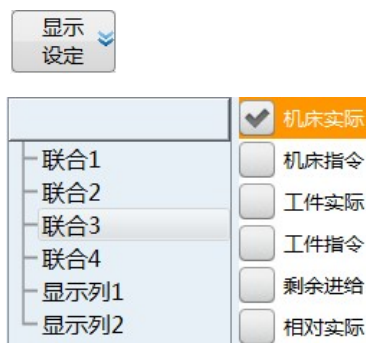 显示
设定
联合1
联合2
联合3
联合4
显示列1
显示列2
机床实际
机床指令
工件实际
工件指令
剩余进给
相对实际